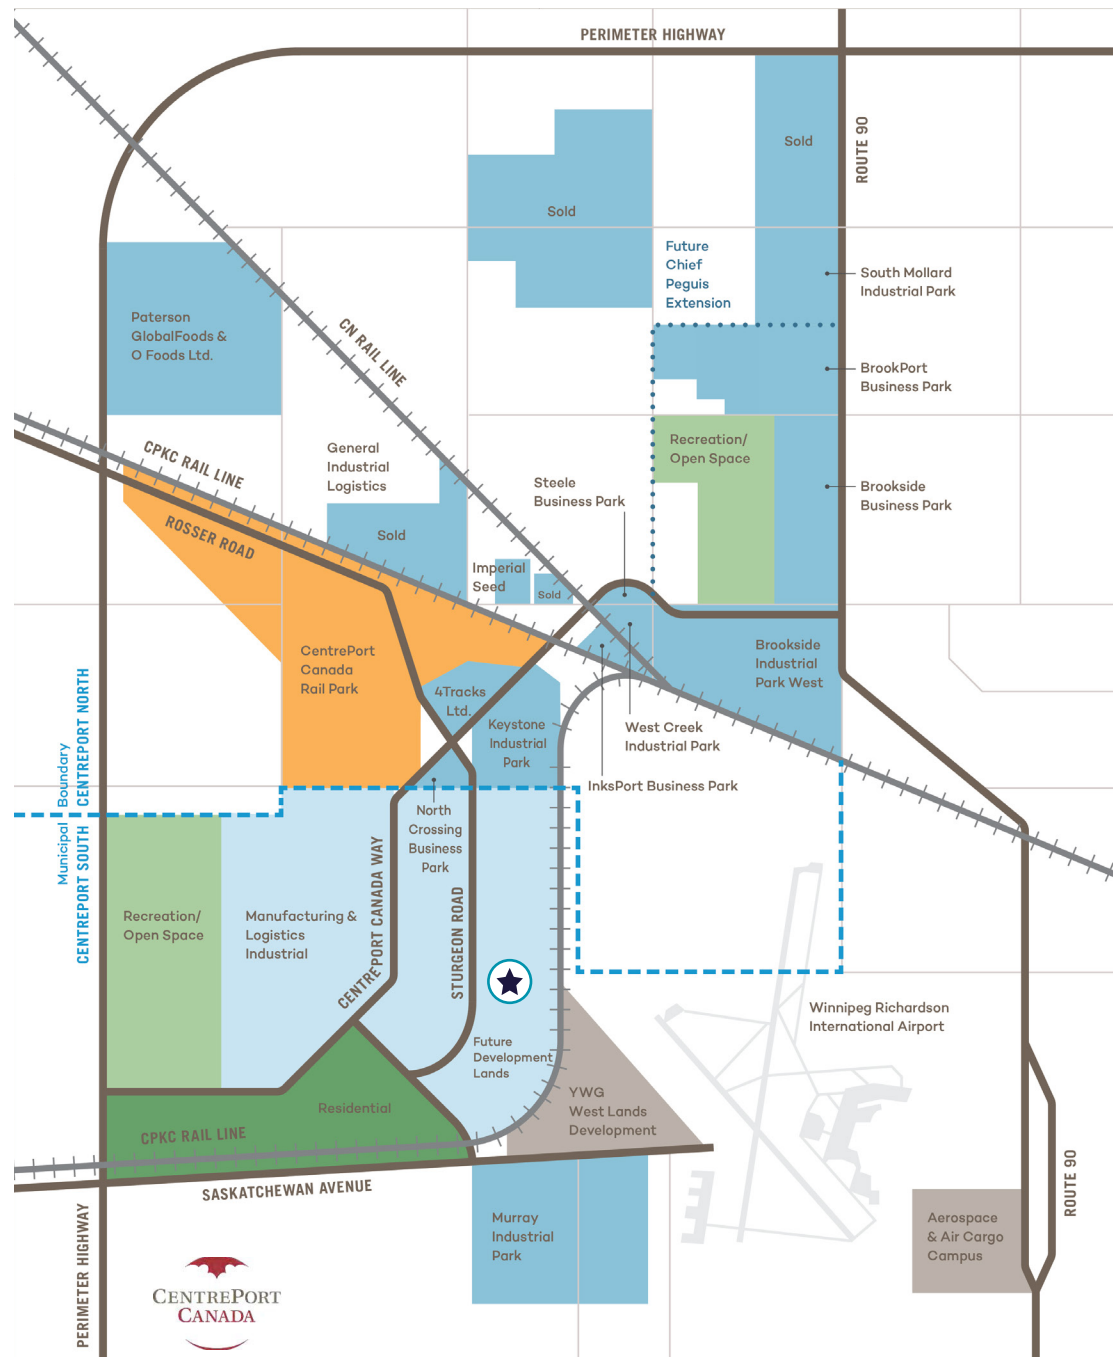 PERIMETER HIGHWAY
ROUTE 90
Sold
Sold
Future
Chief
Peguis
Extension
South Mollard
Industrial Park
Paterson
GlobalFoods &
O Foods Ltd.
CN RAIL LINE
BrookPort
Business Park
CPKC RAIL LINE
General
Industrial
Logistics
Recreation/
Open Space
Steele
Business Park
Brookside
Business Park
ROSSER ROAD
Sold
Imperial
Seed
Sold
CentrePort
Canada
Rail Park
Brookside
Industrial
Park West
4Tracks
Ltd.
Keystone
Industrial
Park
West Creek
Industrial Park
InksPort Business Park
CENTREPORT NORTH
Municipal Boundary
CENTREPORT SOUTH
North
Crossing
Business
Park
Recreation/
Open Space
Manufacturing &
Logistics
Industrial
CENTREPORT CANADA WAY
STURGEON ROAD
Winnipeg Richardson
International Airport
Future
Development
Lands
YWG
West Lands
Development
Residential
CPKC RAIL LINE
SASKATCHEWAN AVENUE
ROUTE 90
PERIMETER HIGHWAY
Murray
Industrial
Park
Aerospace
& Air Cargo
Campus
CENTREPORT
CANADA